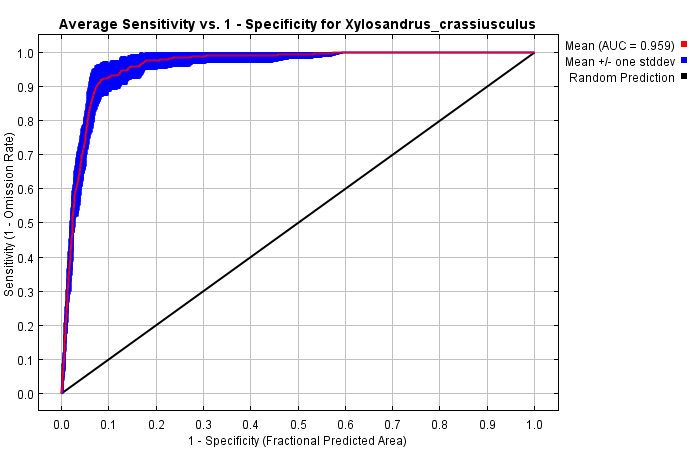 Average Sensitivity vs. 1 - Specificity for Xylosandrus_crassiusculus
Mean (AUC = 0.959)
Mean +/- one stddev
Random Prediction
Sensitivity (1 - Omission Rate)
1.0
0.9
0.8
0.7
0.6
0.5
0.4
0.3
0.2
0.1
0.0
0.0 0.1 0.2 0.3 0.4 0.5 0.6 0.7 0.8 0.9 1.0
1 - Specificity (Fractional Predicted Area)